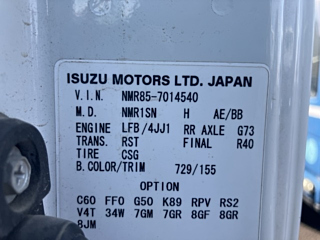 ISUZU MOTORS LTD. JAPAN
V.I.N. NMR85-7014540
M.D. NMR1SN H AE/BB
ENGINE LFB/4JJ1 RR AXLE G73
TRANS. RST FINAL R40
TIRE CSG
B.COLOR/TRIM 729/155
OPTION
C60 FF0 G50 K89 RPV RS2
V4T 34W 7GM 7GR 8GF 8GR
8JM